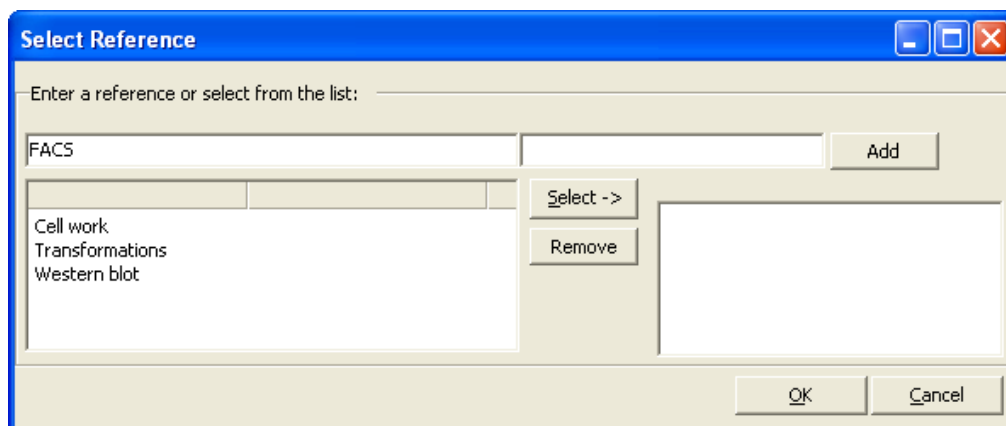 Select Reference
Enter a reference or select from the list:
FACS
Add
Select ->
Cell work
Remove
Transformations
Western blot
OK
Cancel